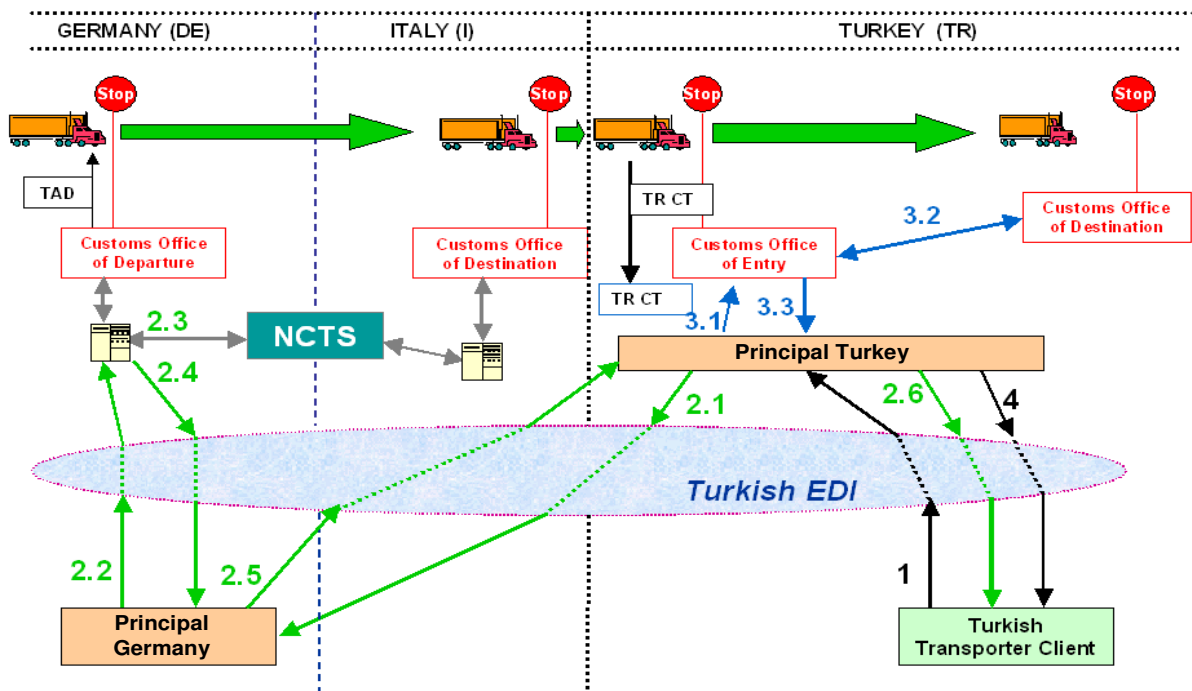 GERMANY (DE)
ITALY (I)
TURKEY (TR)
Stop
Stop
Stop
Stop
TAD
TR CT
Customs Office
of Departure
Customs Office
of Destination
Customs Office
of Entry
Customs Office
of Destination
3.2
TR CT
2.3
NCTS
3.1
3.3
2.4
Principal Turkey
2.1
2.6
4
Turkish EDI
2.2
2.5
1
Principal
Germany
Turkish
Transporter Client